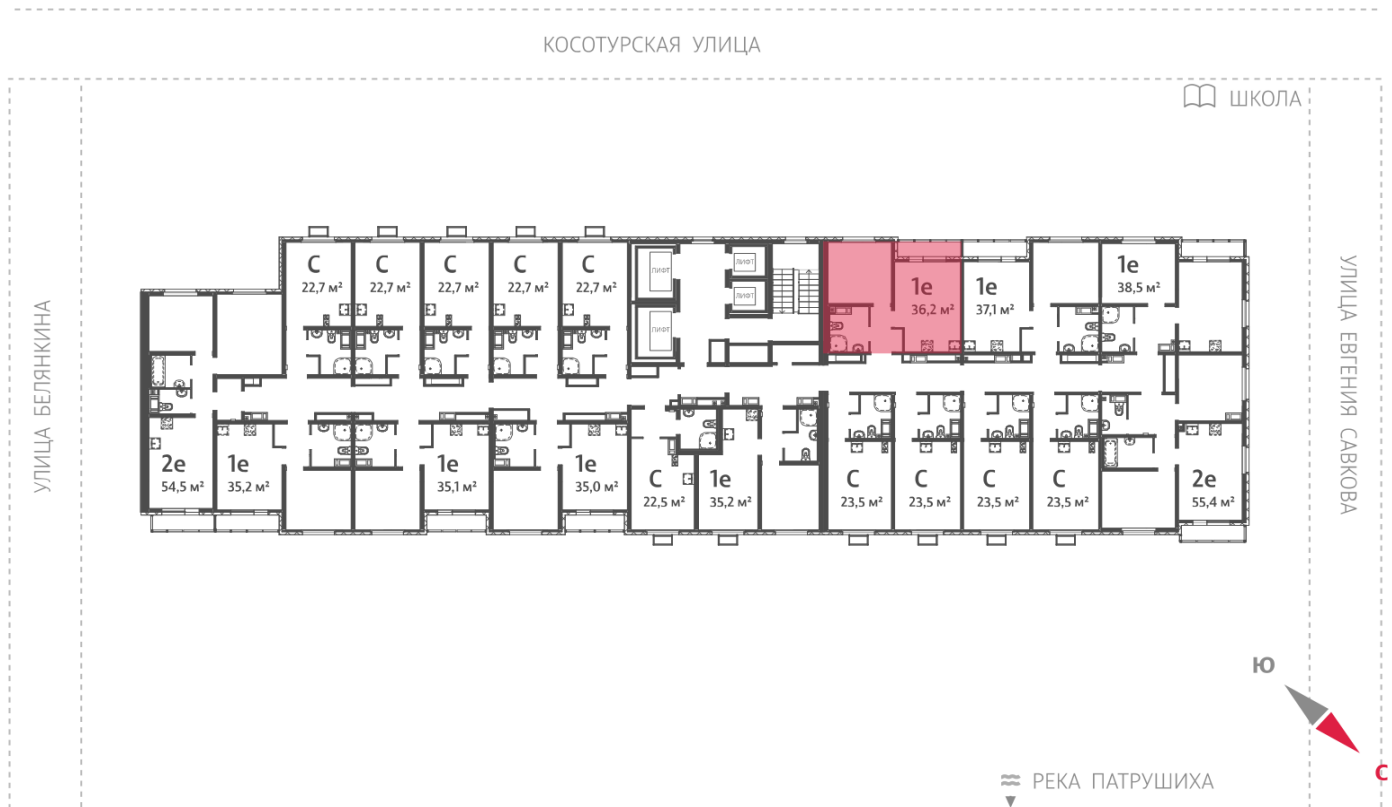 КОСОТУРСКАЯ УЛИЦА
ШКОЛА
УЛИЦА БЕЛЯНКИНА
УЛИЦА ЕВГЕНИЯ САВКОВА
С
22,7 м²
С
22,7 м²
С
22,7 м²
С
22,7 м²
С
22,7 м²
ЛИФТ
ЛИФТ
ЛИФТ
ЛИФТ
1е
36,2 м²
1е
37,1 м²
1е
38,5 м²
2е
54,5 м²
1е
35,2 м²
1е
35,1 м²
1е
35,0 м²
С
22,5 м²
1е
35,2 м²
С
23,5 м²
С
23,5 м²
С
23,5 м²
С
23,5 м²
2е
55,4 м²
Ю
С
РЕКА ПАТРУШИХА